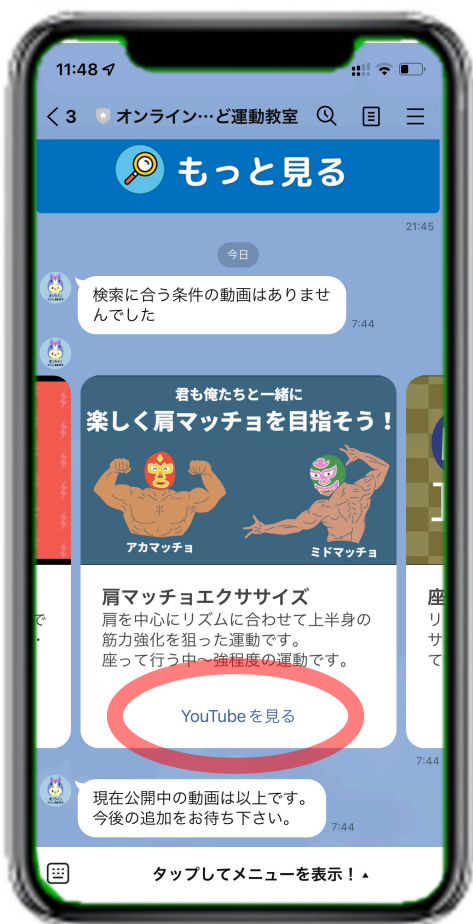 11:48
3 オンライン…ど運動教室
もっと見る
21:45
今日
検索に合う条件の動画はありませ
んでした
7:44
君も俺たちと一緒に
楽しく肩マッチョを目指そう！
アカマッチョ
ミドマッチョ
肩マッチョエクササイズ
肩を中心にリズムに合わせて上半身の
筋力強化を狙った運動です。
座って行う中〜強程度の運動です。
YouTubeを見る
で
・
座
リ
サ
て
7:44
現在公開中の動画は以上です。
今後の追加をお待ち下さい。
7:44
タップしてメニューを表示！▲